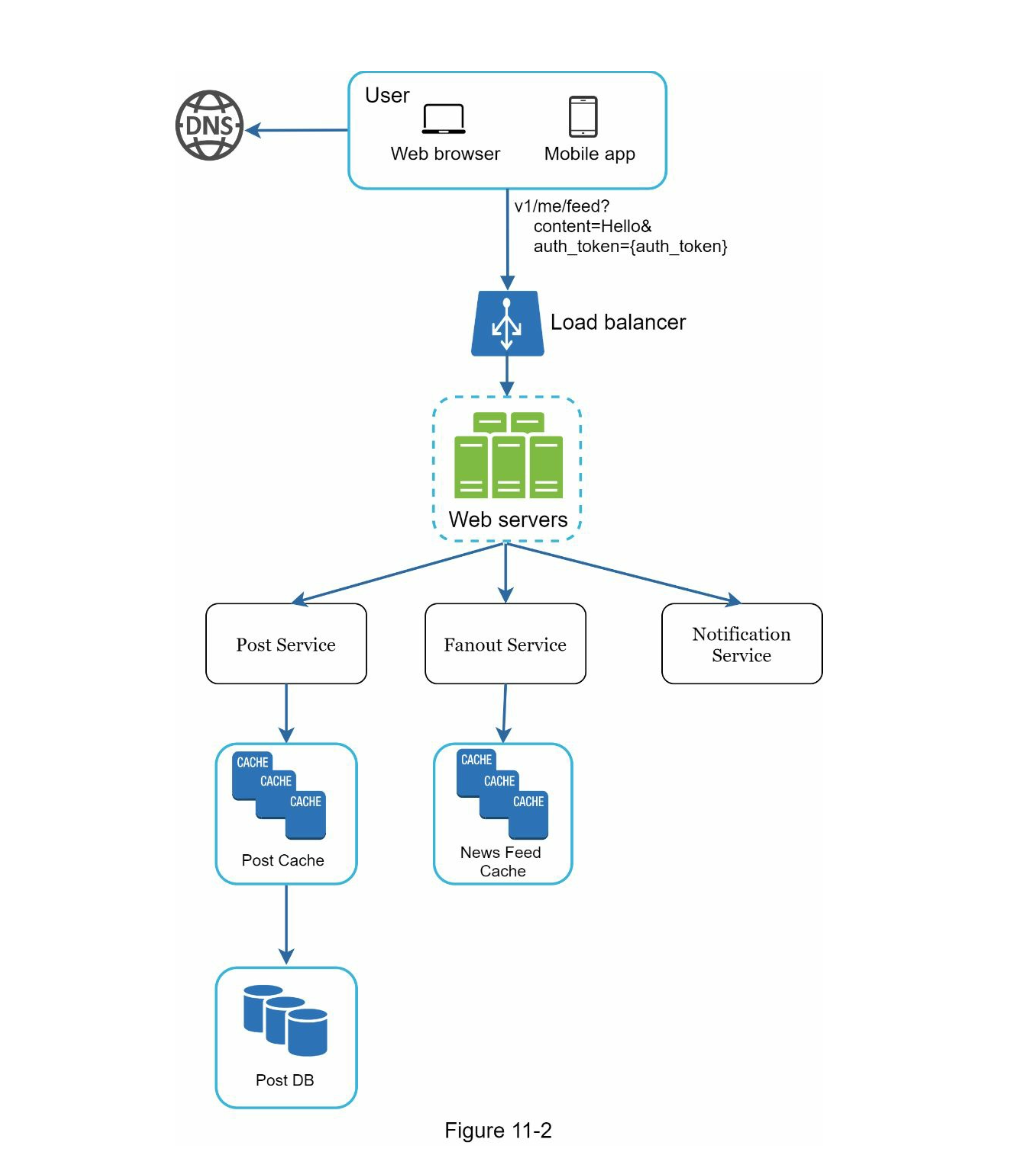 User
DNS
Web browser
Mobile app
v1/me/feed?
content=Hello&
auth_token={auth_token}
Load balancer
Web servers
Post Service
Fanout Service
Notification
Service
CACHE
CACHE
CACHE
Post Cache
CACHE
CACHE
CACHE
News Feed
Cache
Post DB
Figure 11-2